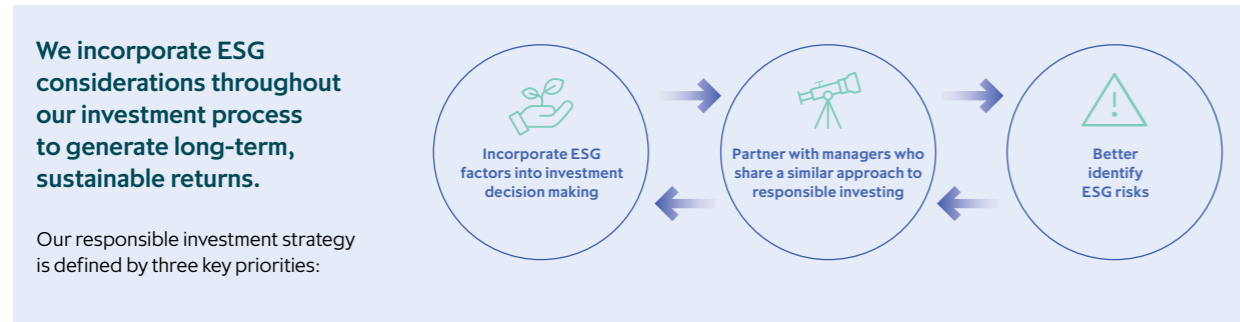 We incorporate ESG
considerations throughout
our investment process
to generate long-term,
sustainable returns.
Our responsible investment strategy
is defined by three key priorities:
Incorporate ESG
factors into investment
decision making
Partner with managers who
share a similar approach to
responsible investing
Better
identify
ESG risks